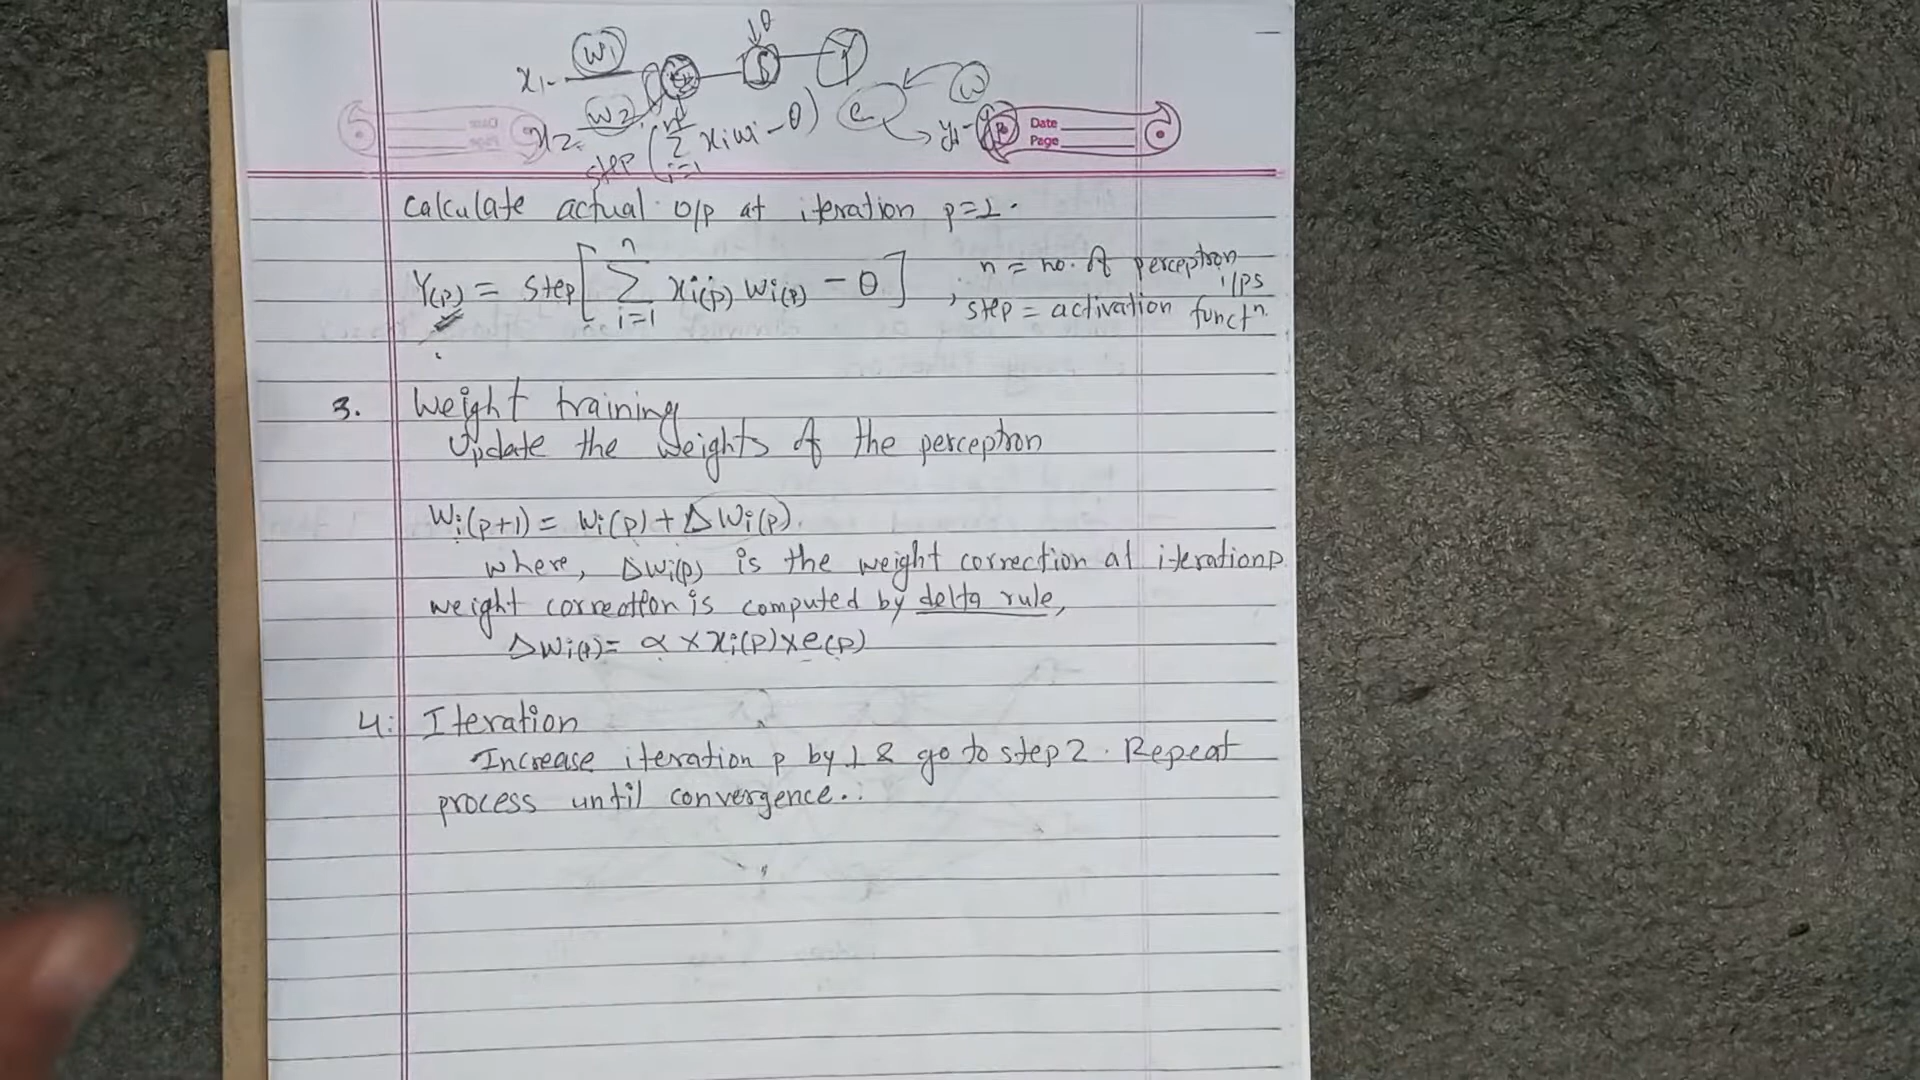 θ
x1 w1 S Y
x2 w2 e w
step ( n Σ i=1 xiwi - θ )
Date
Page
Calculate actual o/p at iteration p=1.
Y(p) = step [ n Σ i=1 xi(p) wi(p) - θ ] , n = no. of perceptron i/ps
step = activation functn.
3. Weight training
Update the weights of the perceptron
Wi(p+1) = Wi(p) + ΔWi(p).
where, ΔWi(p) is the weight correction at iteration p.
weight correction is computed by delta rule,
ΔWi(p) = α × xi(p) × e(p)
4. Iteration
Increase iteration p by 1 & go to step 2. Repeat
process until convergence.